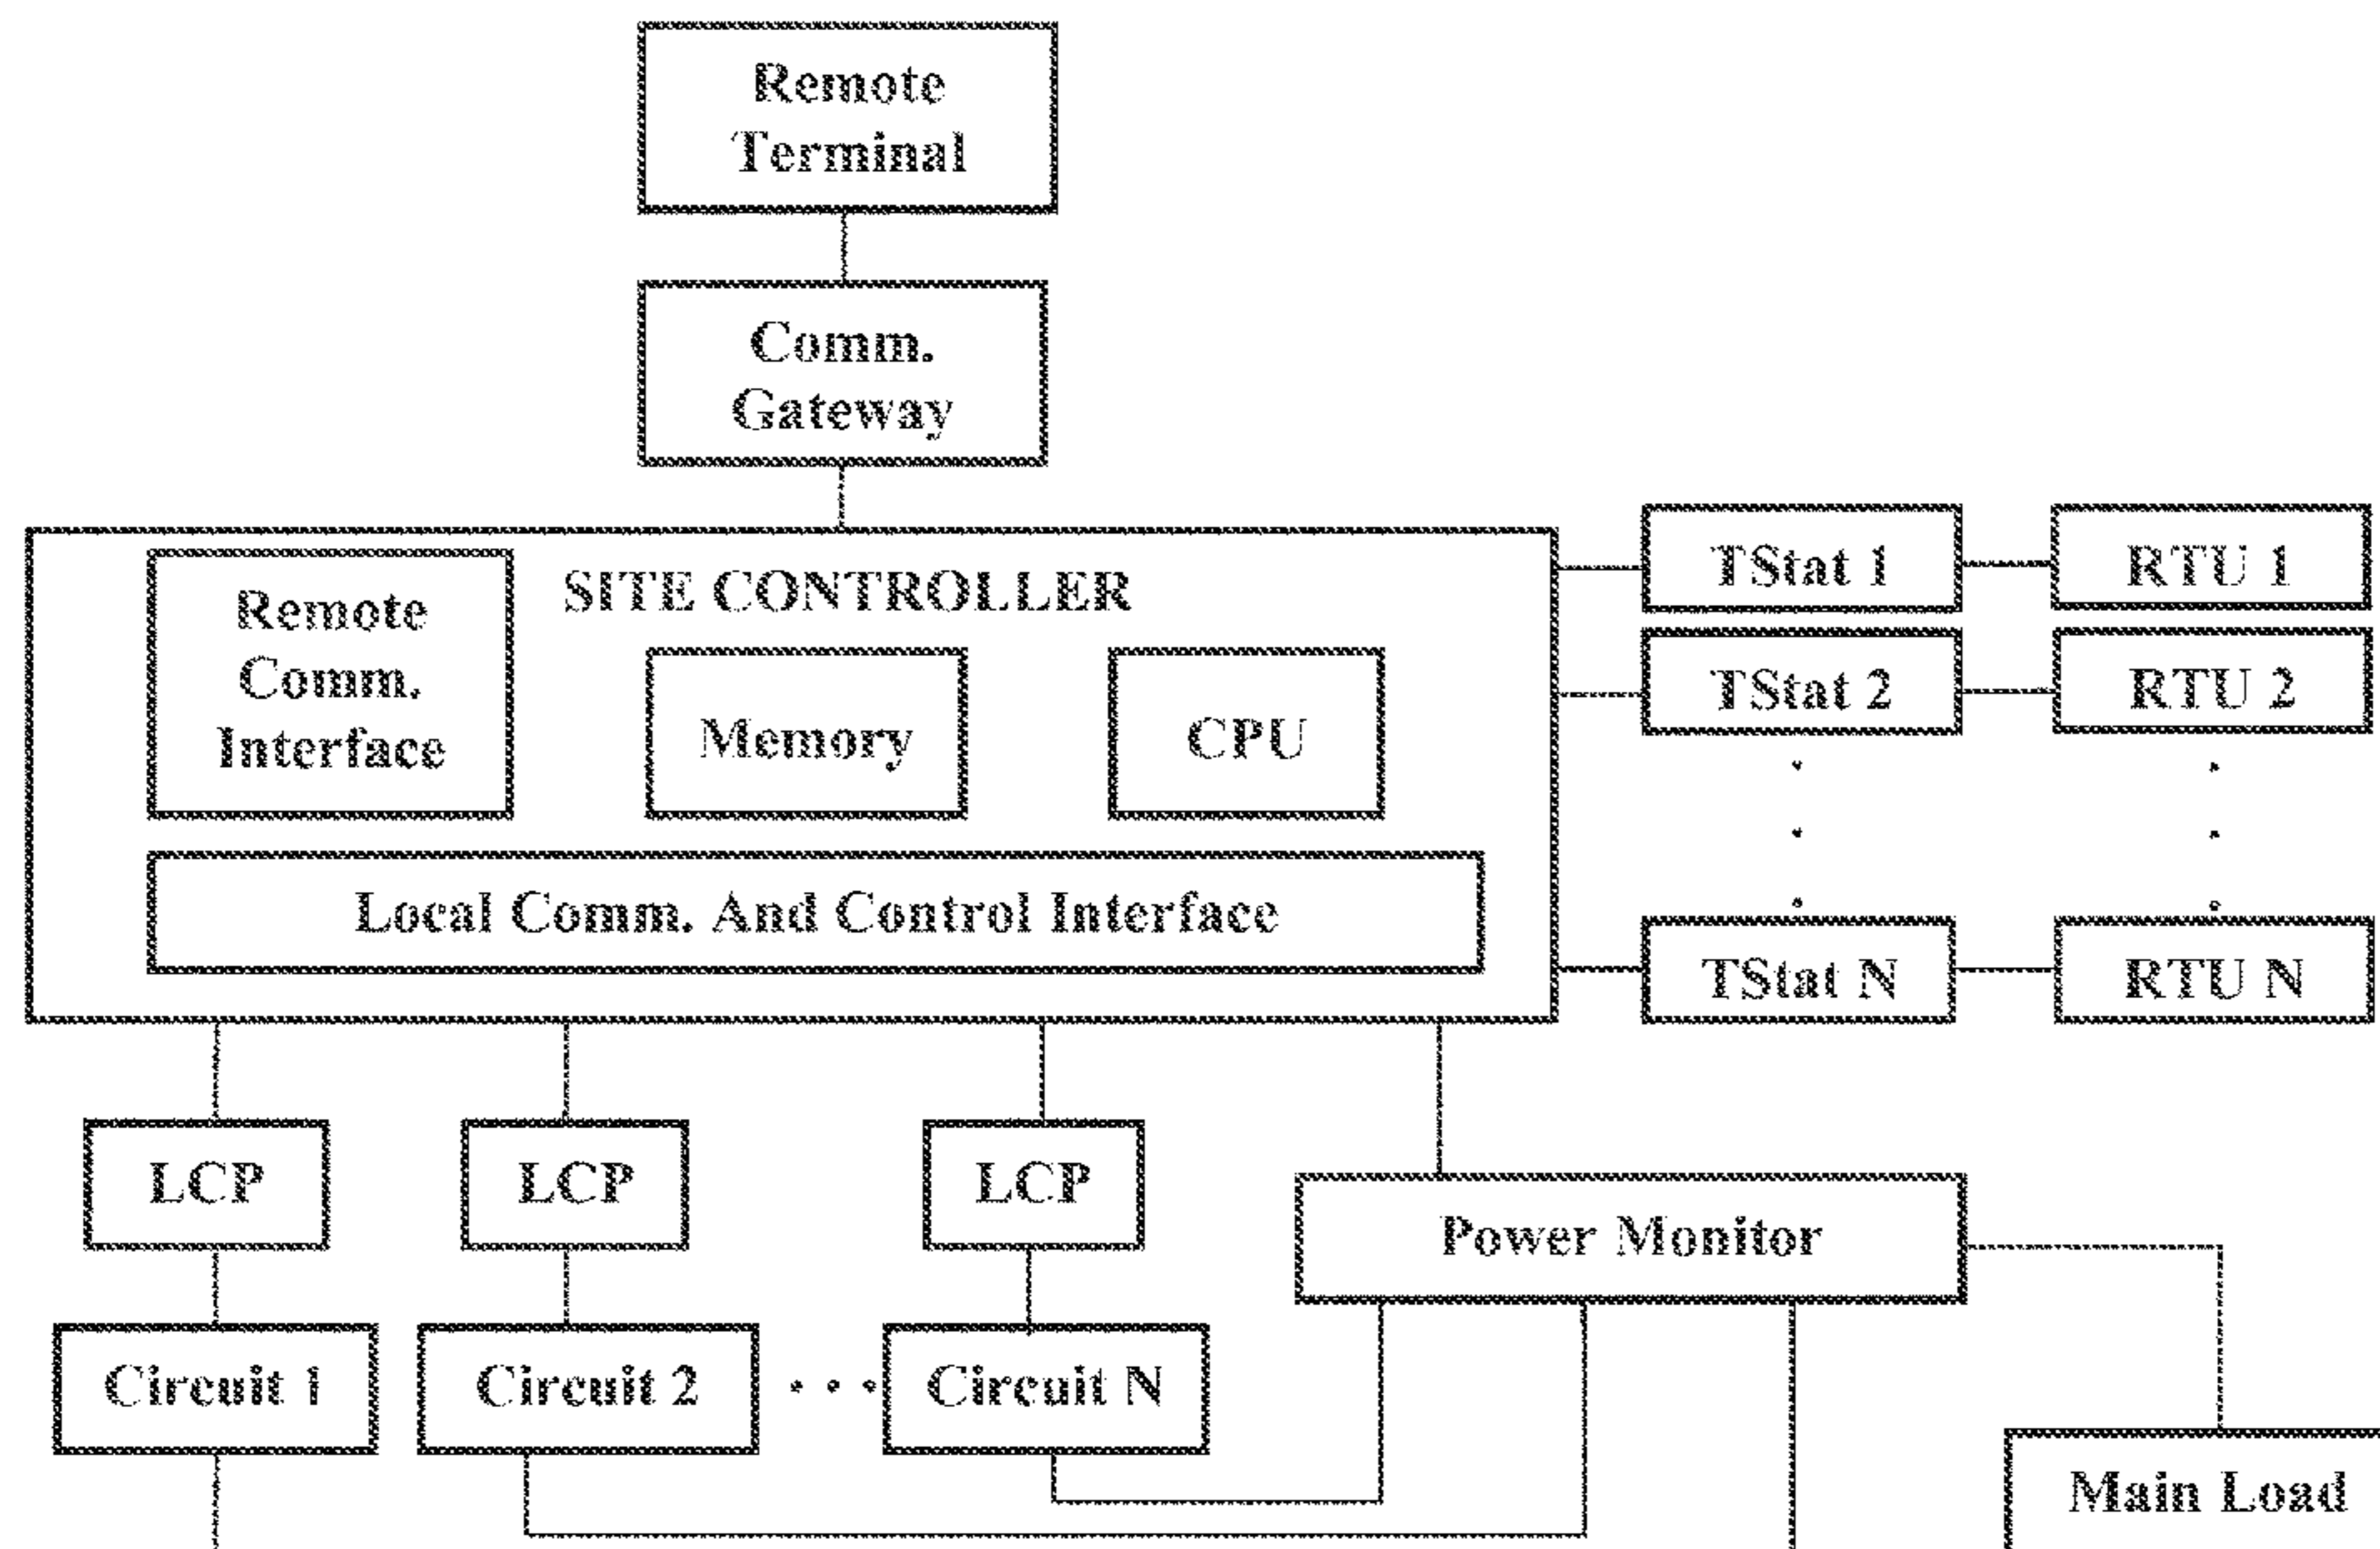 Remote
Terminal
Comm.
Gateway
SITE CONTROLLER
Remote
Comm.
Interface
Memory
CPU
Local Comm. And Control Interface
TStat 1
RTU 1
TStat 2
RTU 2
TStat N
RTU N
LCP
LCP
LCP
Power Monitor
Circuit 1
Circuit 2
Circuit N
Main Load